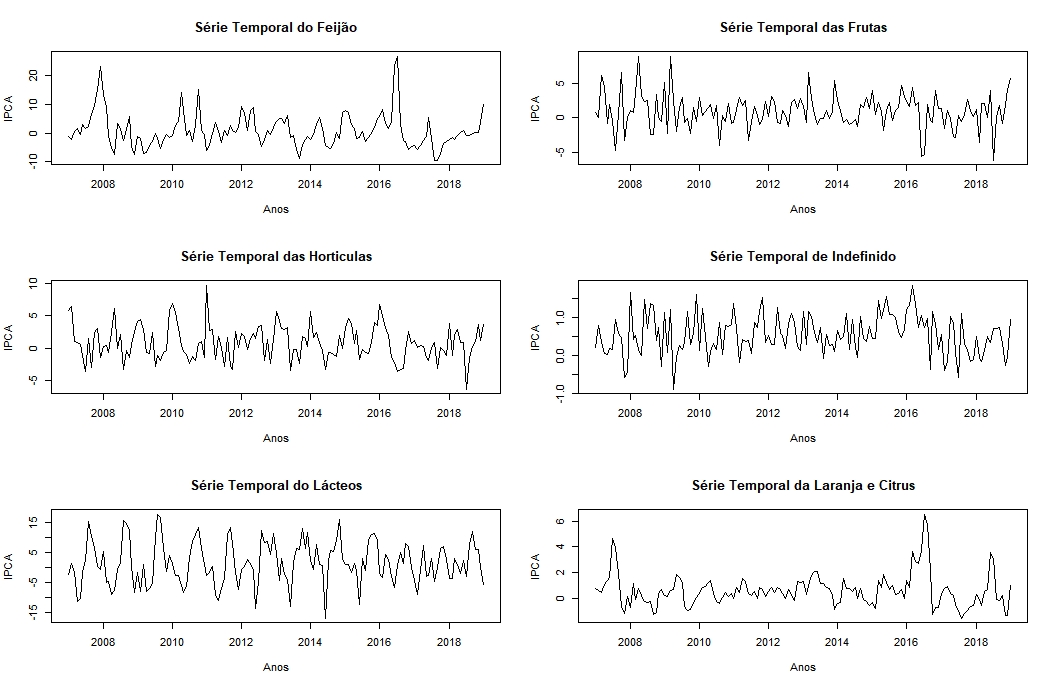 Série Temporal do Feijão
IPCA
20
10
0
-10
2008 2010 2012 2014 2016 2018
Anos
Série Temporal das Frutas
IPCA
5
0
-5
2008 2010 2012 2014 2016 2018
Anos
Série Temporal das Horticulas
IPCA
10
5
0
-5
2008 2010 2012 2014 2016 2018
Anos
Série Temporal de Indefinido
IPCA
1.0
0.0
-1.0
2008 2010 2012 2014 2016 2018
Anos
Série Temporal do Lácteos
IPCA
15
5
-5
-15
2008 2010 2012 2014 2016 2018
Anos
Série Temporal da Laranja e Citrus
IPCA
6
4
2
0
2008 2010 2012 2014 2016 2018
Anos